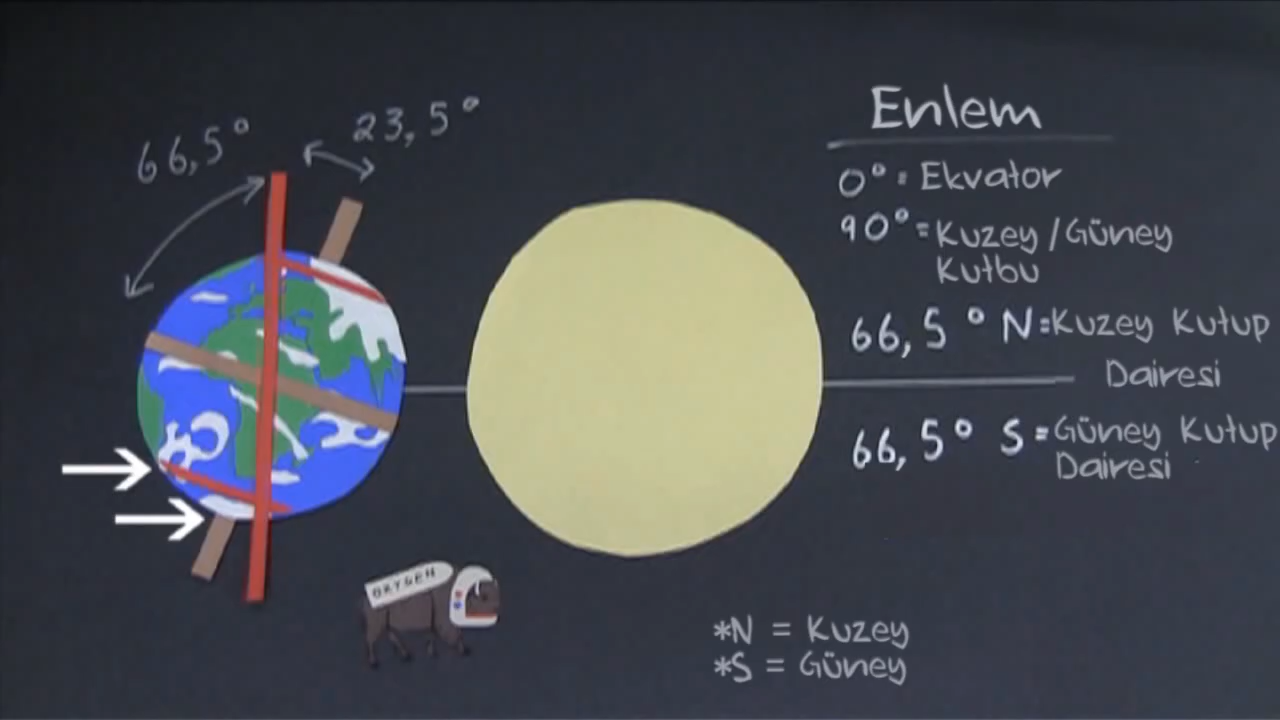 66,5°
23,5°
Enlem
0° = Ekvator
90° = Kuzey / Güney
Kutbu
66,5° N = Kuzey Kutup
Dairesi
66,5° S = Güney Kutup
Dairesi
OXYGEN
*N = Kuzey
*S = Güney